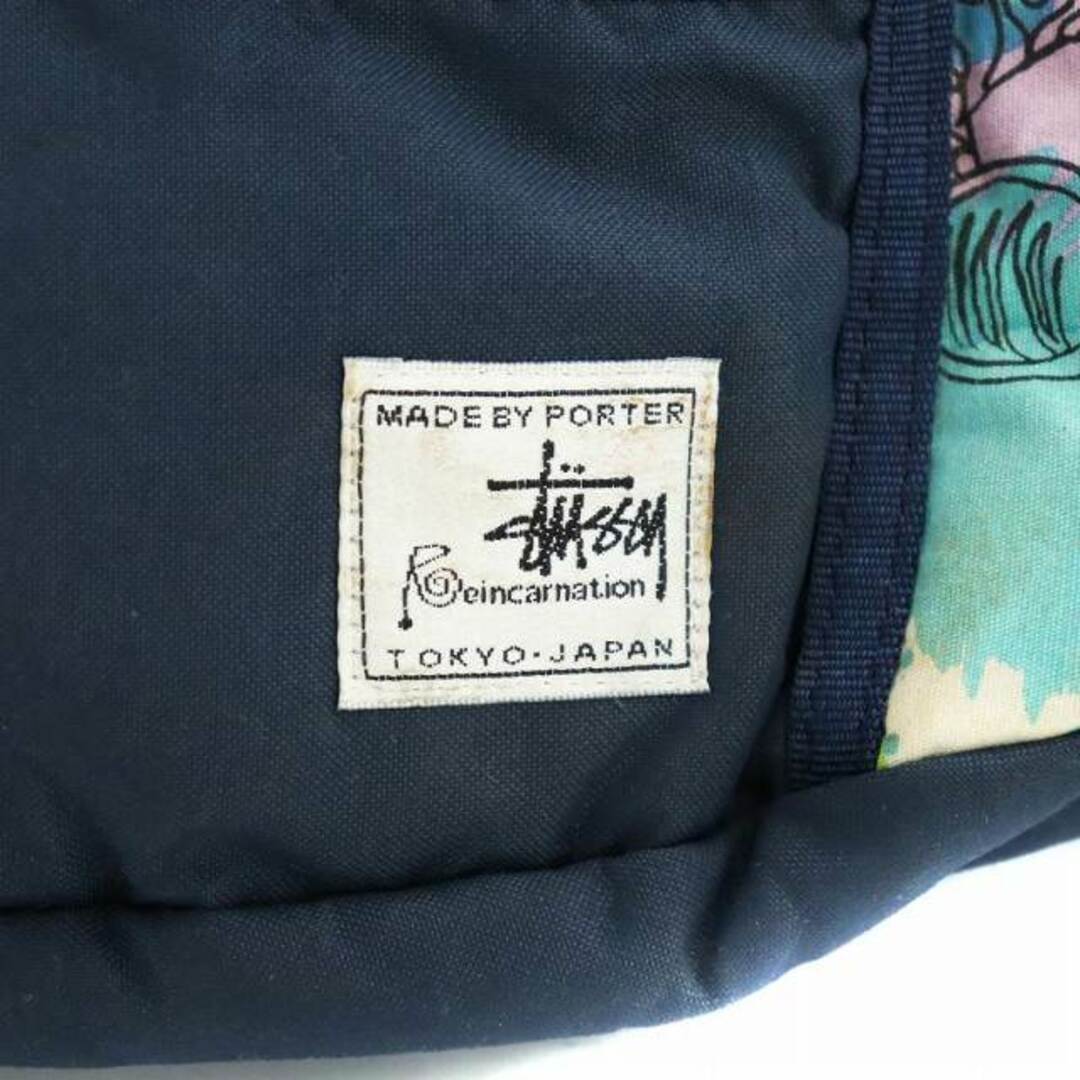 MADE BY PORTER
stüssy
Reincarnation
TOKYO·JAPAN